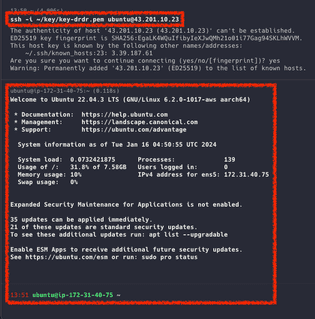 ssh -i ~/key/key-drdr.pem ubuntu@43.201.10.23
The authenticity of host '43.201.10.23 (43.201.10.23)' can't be established.
ED25519 key fingerprint is
This host key is known by the following other names/addresses:
~/.ssh/known_hosts:23: 3.39.187.61
Are you sure you want to continue connecting (yes/no/[fingerprint])? yes
Warning: Permanently added '43.201.10.23' (ED25519) to the list of known hosts.
ubuntu@ip-172-31-40-75:~ (0.118s)
Welcome to Ubuntu 22.04.3 LTS (GNU/Linux 6.2.0-1017-aws aarch64)
* Documentation: https://help.ubuntu.com
* Management: https://landscape.canonical.com
* Support: https://ubuntu.com/advantage
System information as of Tue Jan 16 04:50:55 UTC 2024
System load: 0.0732421875 Processes: 139
Usage of /: 31.8% of 7.58GB Users logged in: 0
Memory usage: 10% IPv4 address for ens5: 172.31.40.75
Swap usage: 0%
Expanded Security Maintenance for Applications is not enabled.
35 updates can be applied immediately.
21 of these updates are standard security updates.
To see these additional updates run: apt list --upgradable
Enable ESM Apps to receive additional future security updates.
See https://ubuntu.com/esm or run: sudo pro status
13:51 ubuntu@ip-172-31-40-75 ~